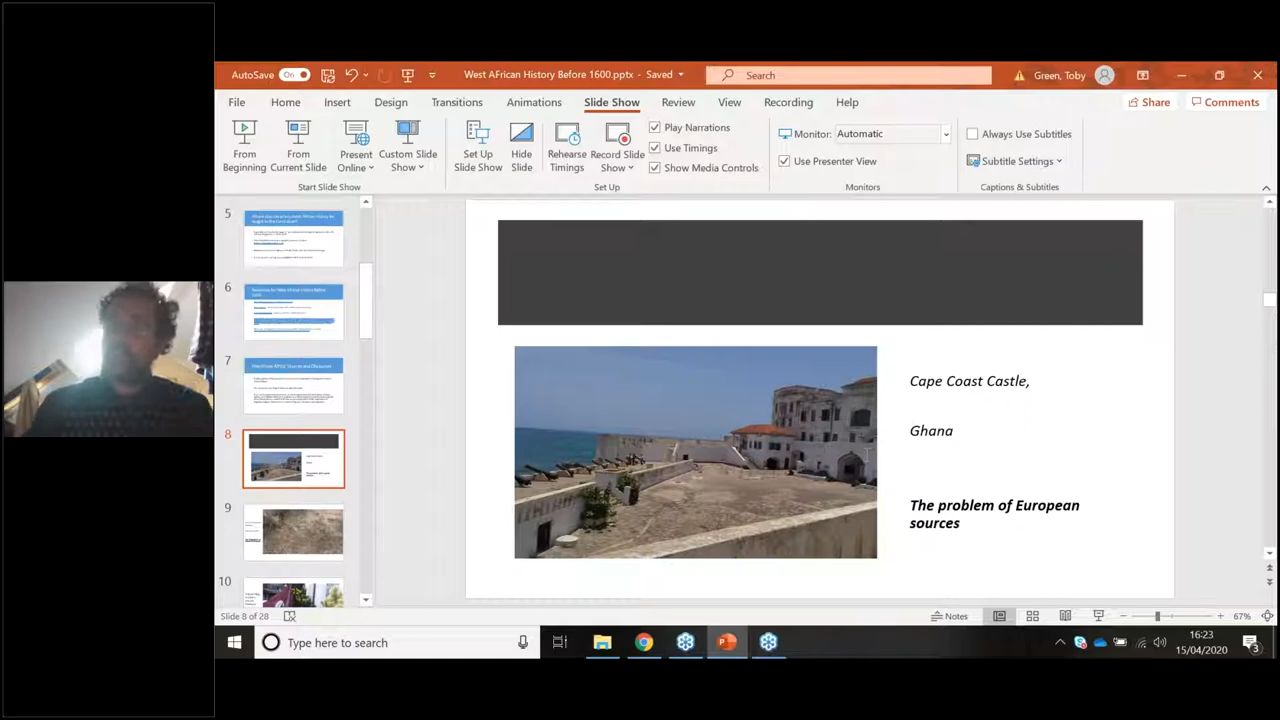 AutoSave On West AFrican History Before 1600.pptx - Saved Search Green, Toby
File Home Insert Design Transitions Animations Slide Show Review View Recording Help Share Comments
From Beginning
From Current Slide
Present Online
Custom Slide Show
Start Slide Show
Set Up Slide Show
Hide Slide
Rehearse Timings
Record Slide Show
Play Narrations
Use Timings
Show Media Controls
Set Up
Monitor: Automatic
Use Presenter View
Monitors
Always Use Subtitles
Subtitle Settings
Captions & Subtitles
5
6
7
8
9
10
Cape Coast Castle,
Ghana
The problem of European
sources
Slide 8 of 28 Notes 67%
Type here to search
16:23
15/04/2020
3